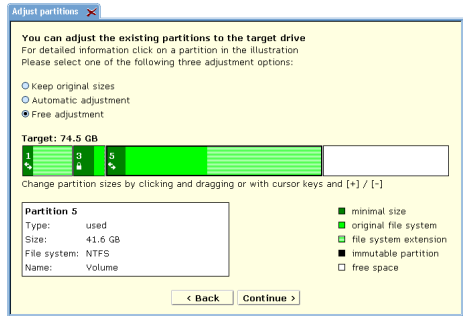 Adjust partitions
You can adjust the existing partitions to the target drive
For detailed information click on a partition in the illustration
Please select one of the following three adjustment options:
Keep original sizes
Automatic adjustment
Free adjustment
Target: 74.5 GB
1 3 5
Change partition sizes by clicking and dragging or with cursor keys and [+] / [-]
Partition 5
Type: used
Size: 41.6 GB
File system: NTFS
Name: Volume
minimal size
original file system
file system extension
immutable partition
free space
< Back Continue >